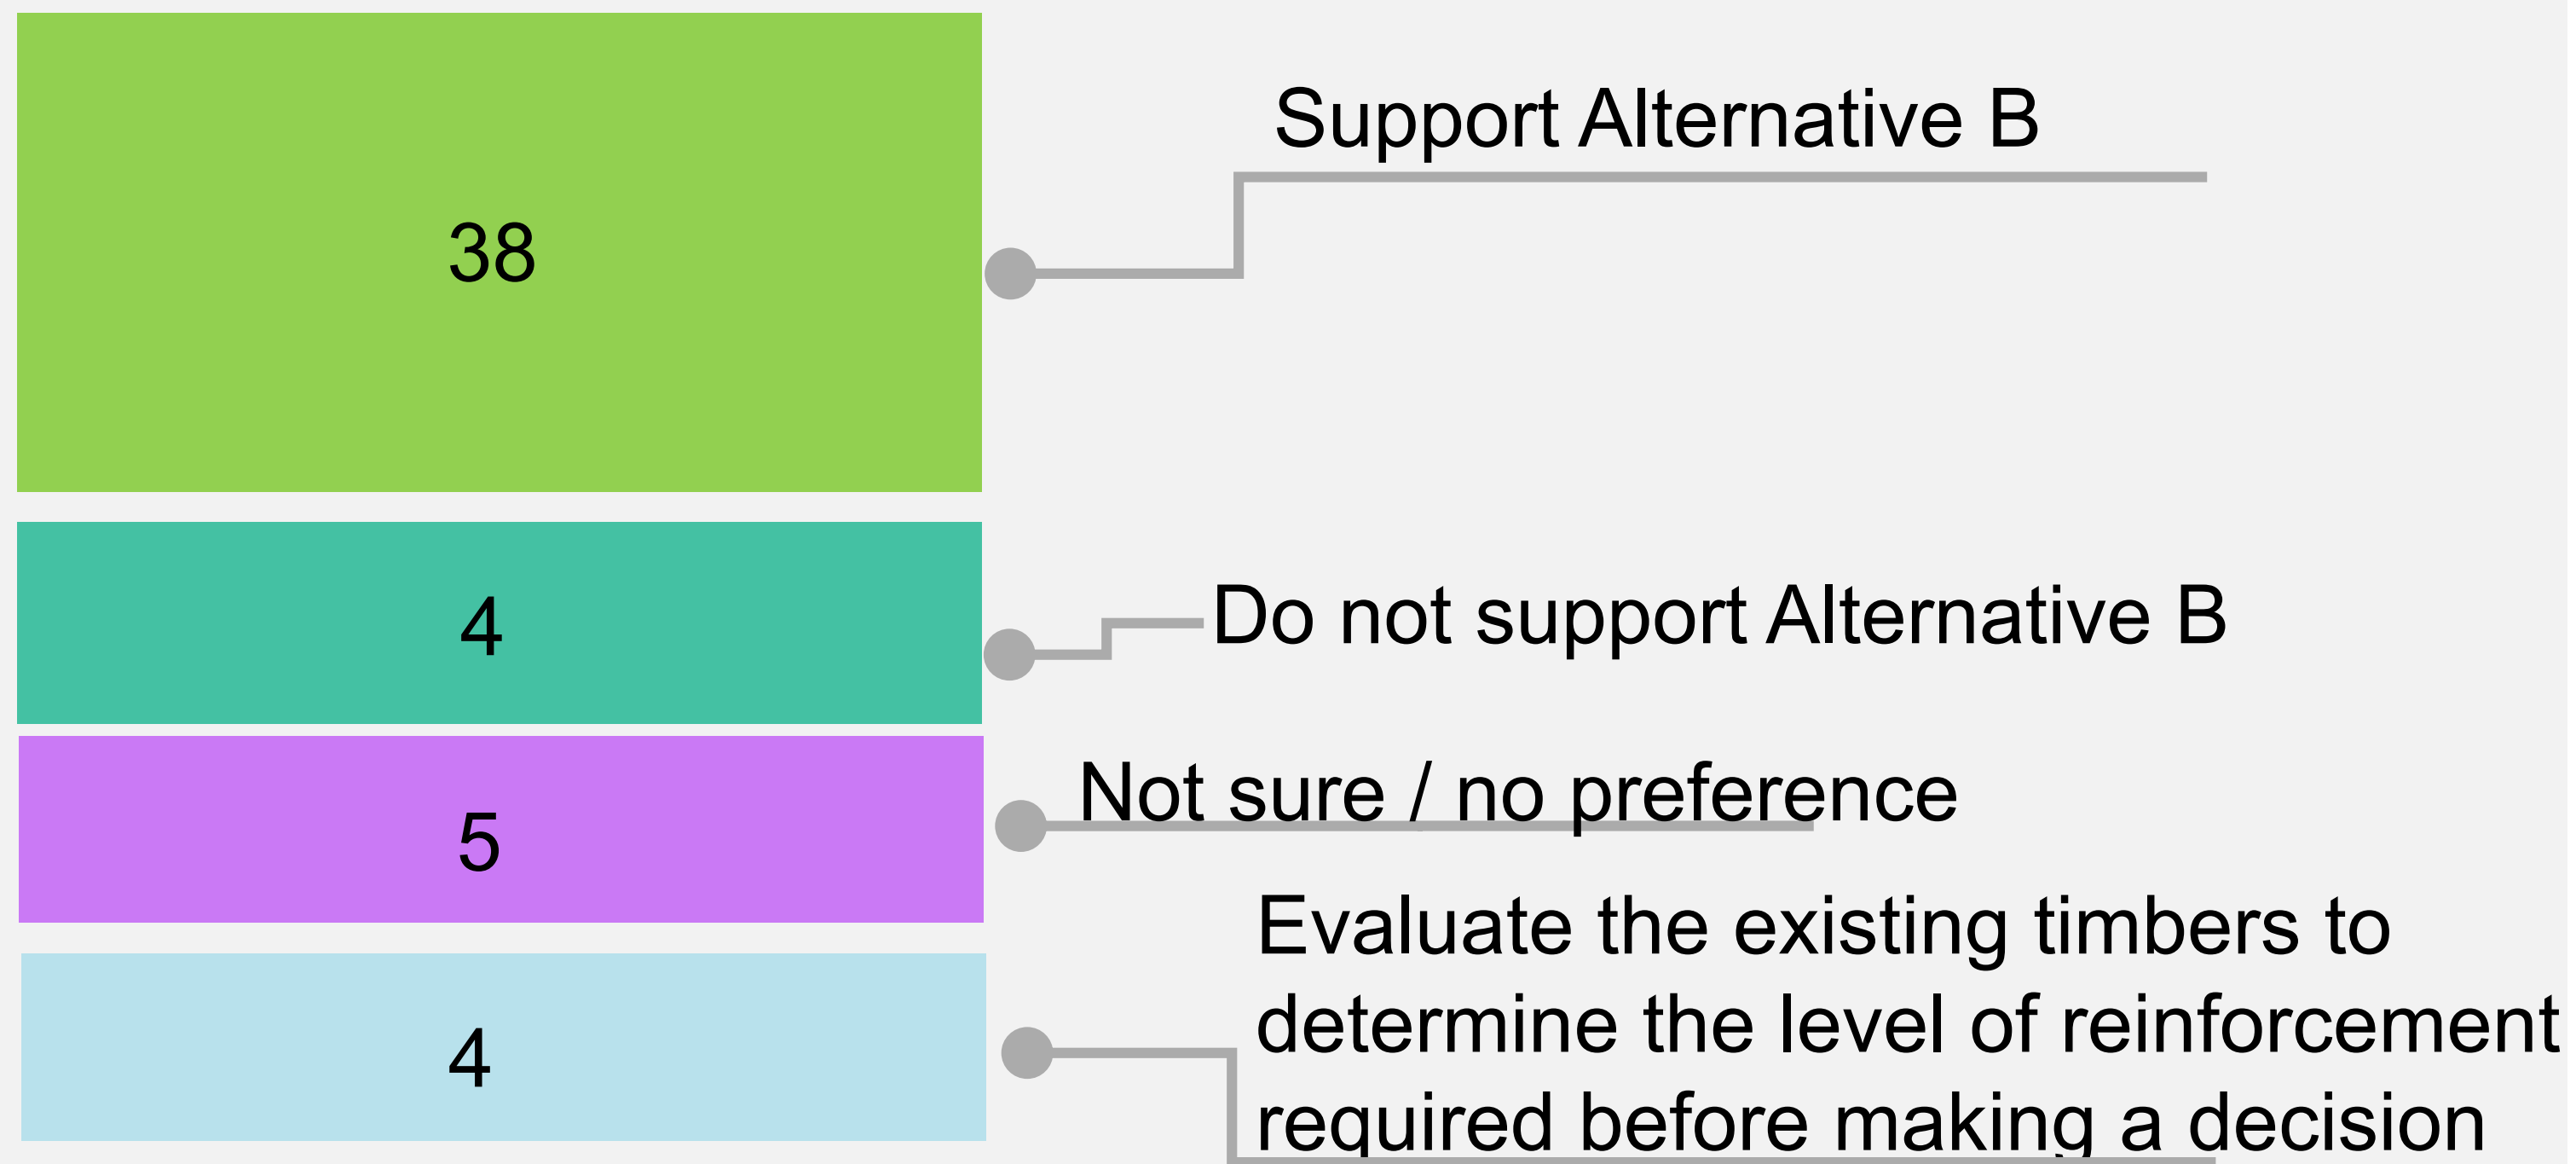 38
Support Alternative B
4
Do not support Alternative B
5
Not sure / no preference
4
Evaluate the existing timbers to
determine the level of reinforcement
required before making a decision